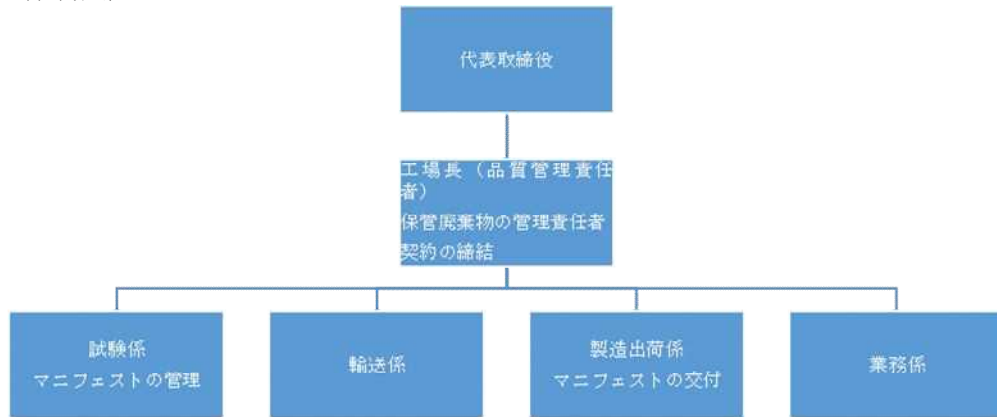 代表取締役
工場長（品質管理責任
者）
保管廃棄物の管理責任者
契約の締結
試験係
マニフェストの管理
輸送係
製造出荷係
マニフェストの交付
業務係